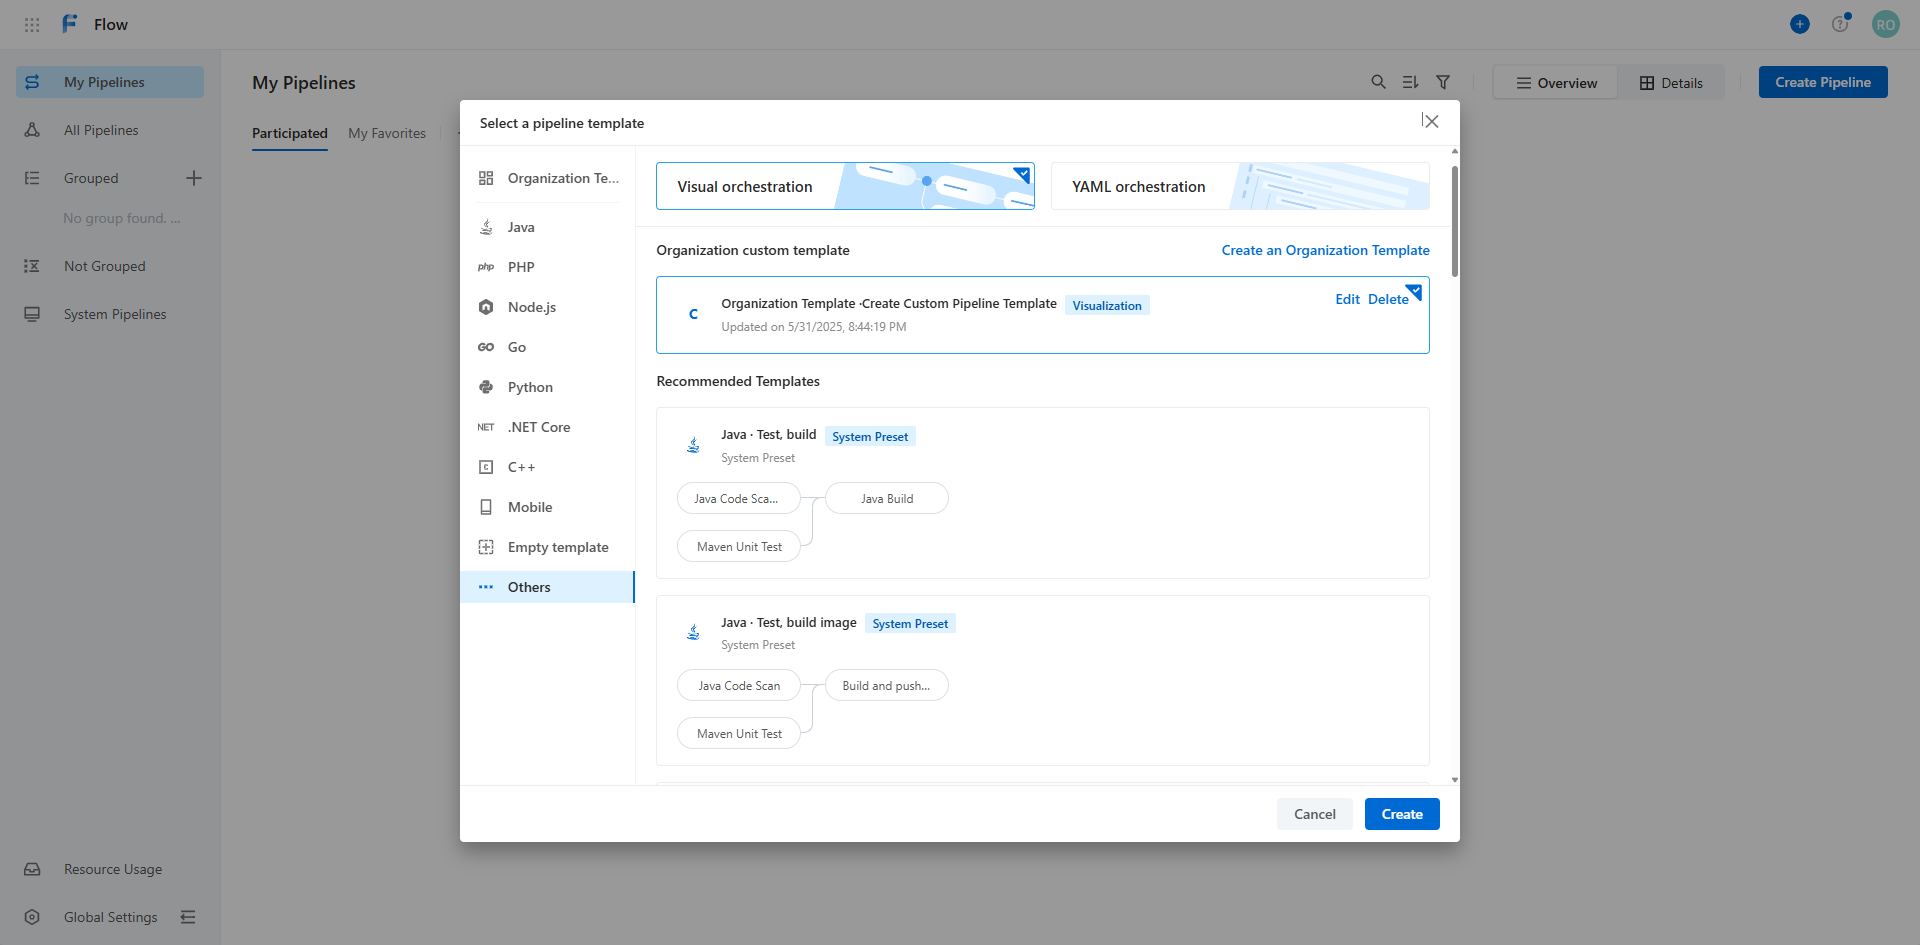 Flow
RO
My Pipelines
All Pipelines
Grouped
No group found. ...
Not Grouped
System Pipelines
Resource Usage
Global Settings
My Pipelines
Overview
Details
Create Pipeline
Participated
My Favorites
Select a pipeline template
Organization Te...
Java
PHP
Node.js
Go
Python
.NET Core
C++
Mobile
Empty template
Others
Visual orchestration
YAML orchestration
Organization custom template
Create an Organization Template
C
Organization Template ·Create Custom Pipeline Template
Visualization
Edit
Delete
Updated on 5/31/2025, 8:44:19 PM
Recommended Templates
Java · Test, build
System Preset
System Preset
Java Code Sca...
Java Build
Maven Unit Test
Java · Test, build image
System Preset
System Preset
Java Code Scan
Build and push...
Maven Unit Test
Cancel
Create